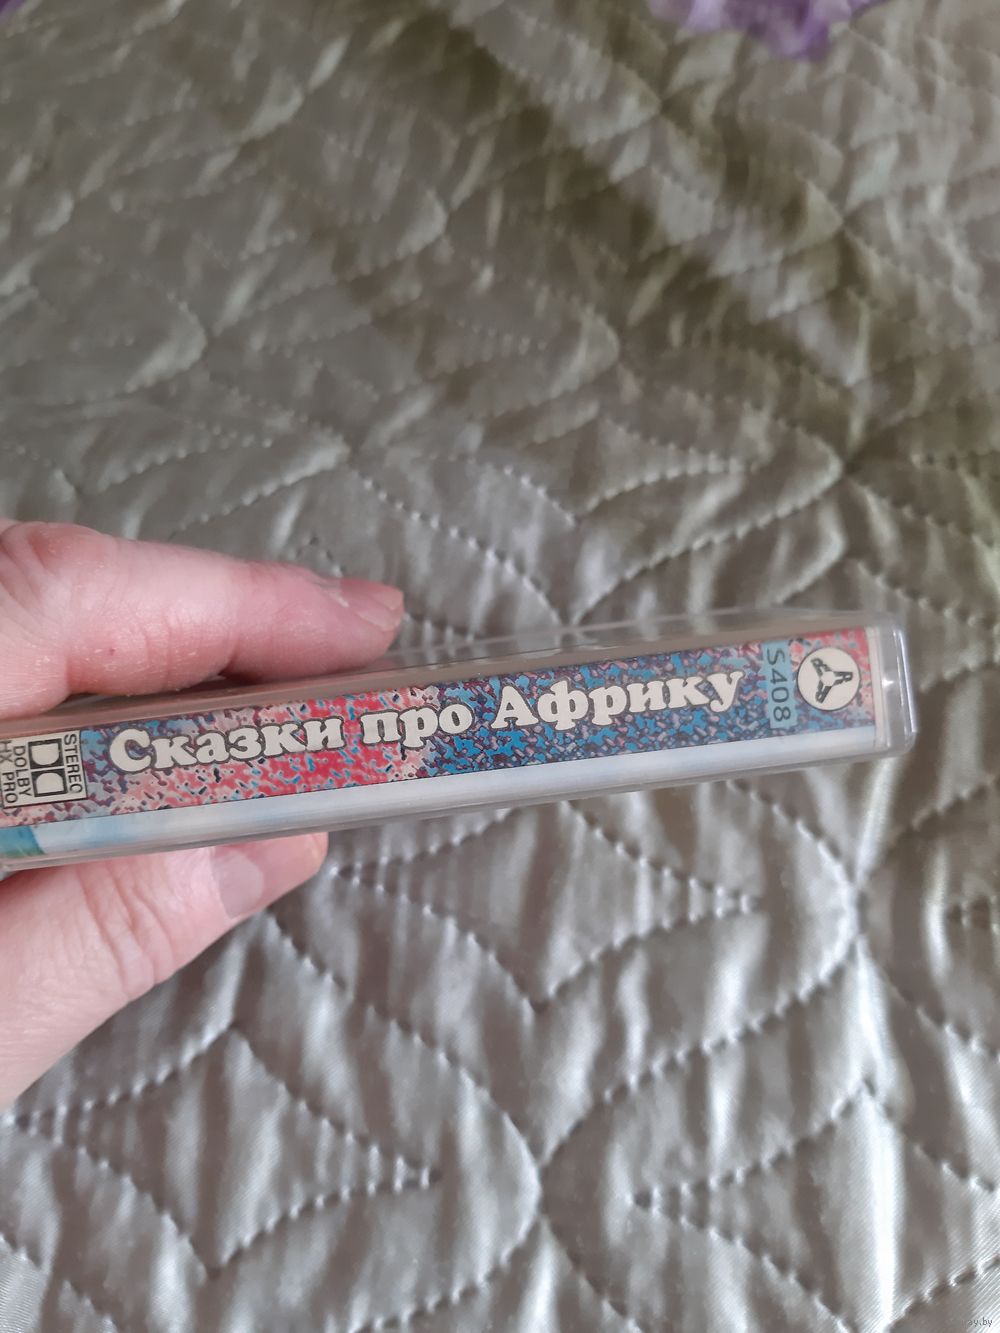 Сказки про Африку
S408
STEREO
DOLBY
HX PRO